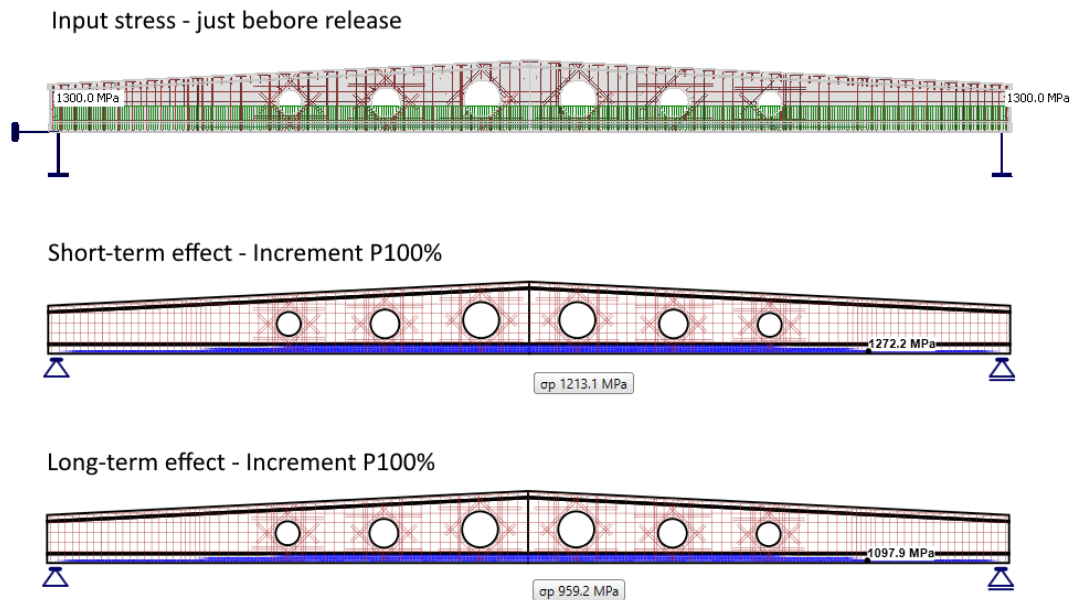 Input stress - just bebore release
1300.0 MPa
1300.0 MPa
Short-term effect - Increment P100%
1272.2 MPa
σp 1213.1 MPa
Long-term effect - Increment P100%
1097.9 MPa
σp 959.2 MPa